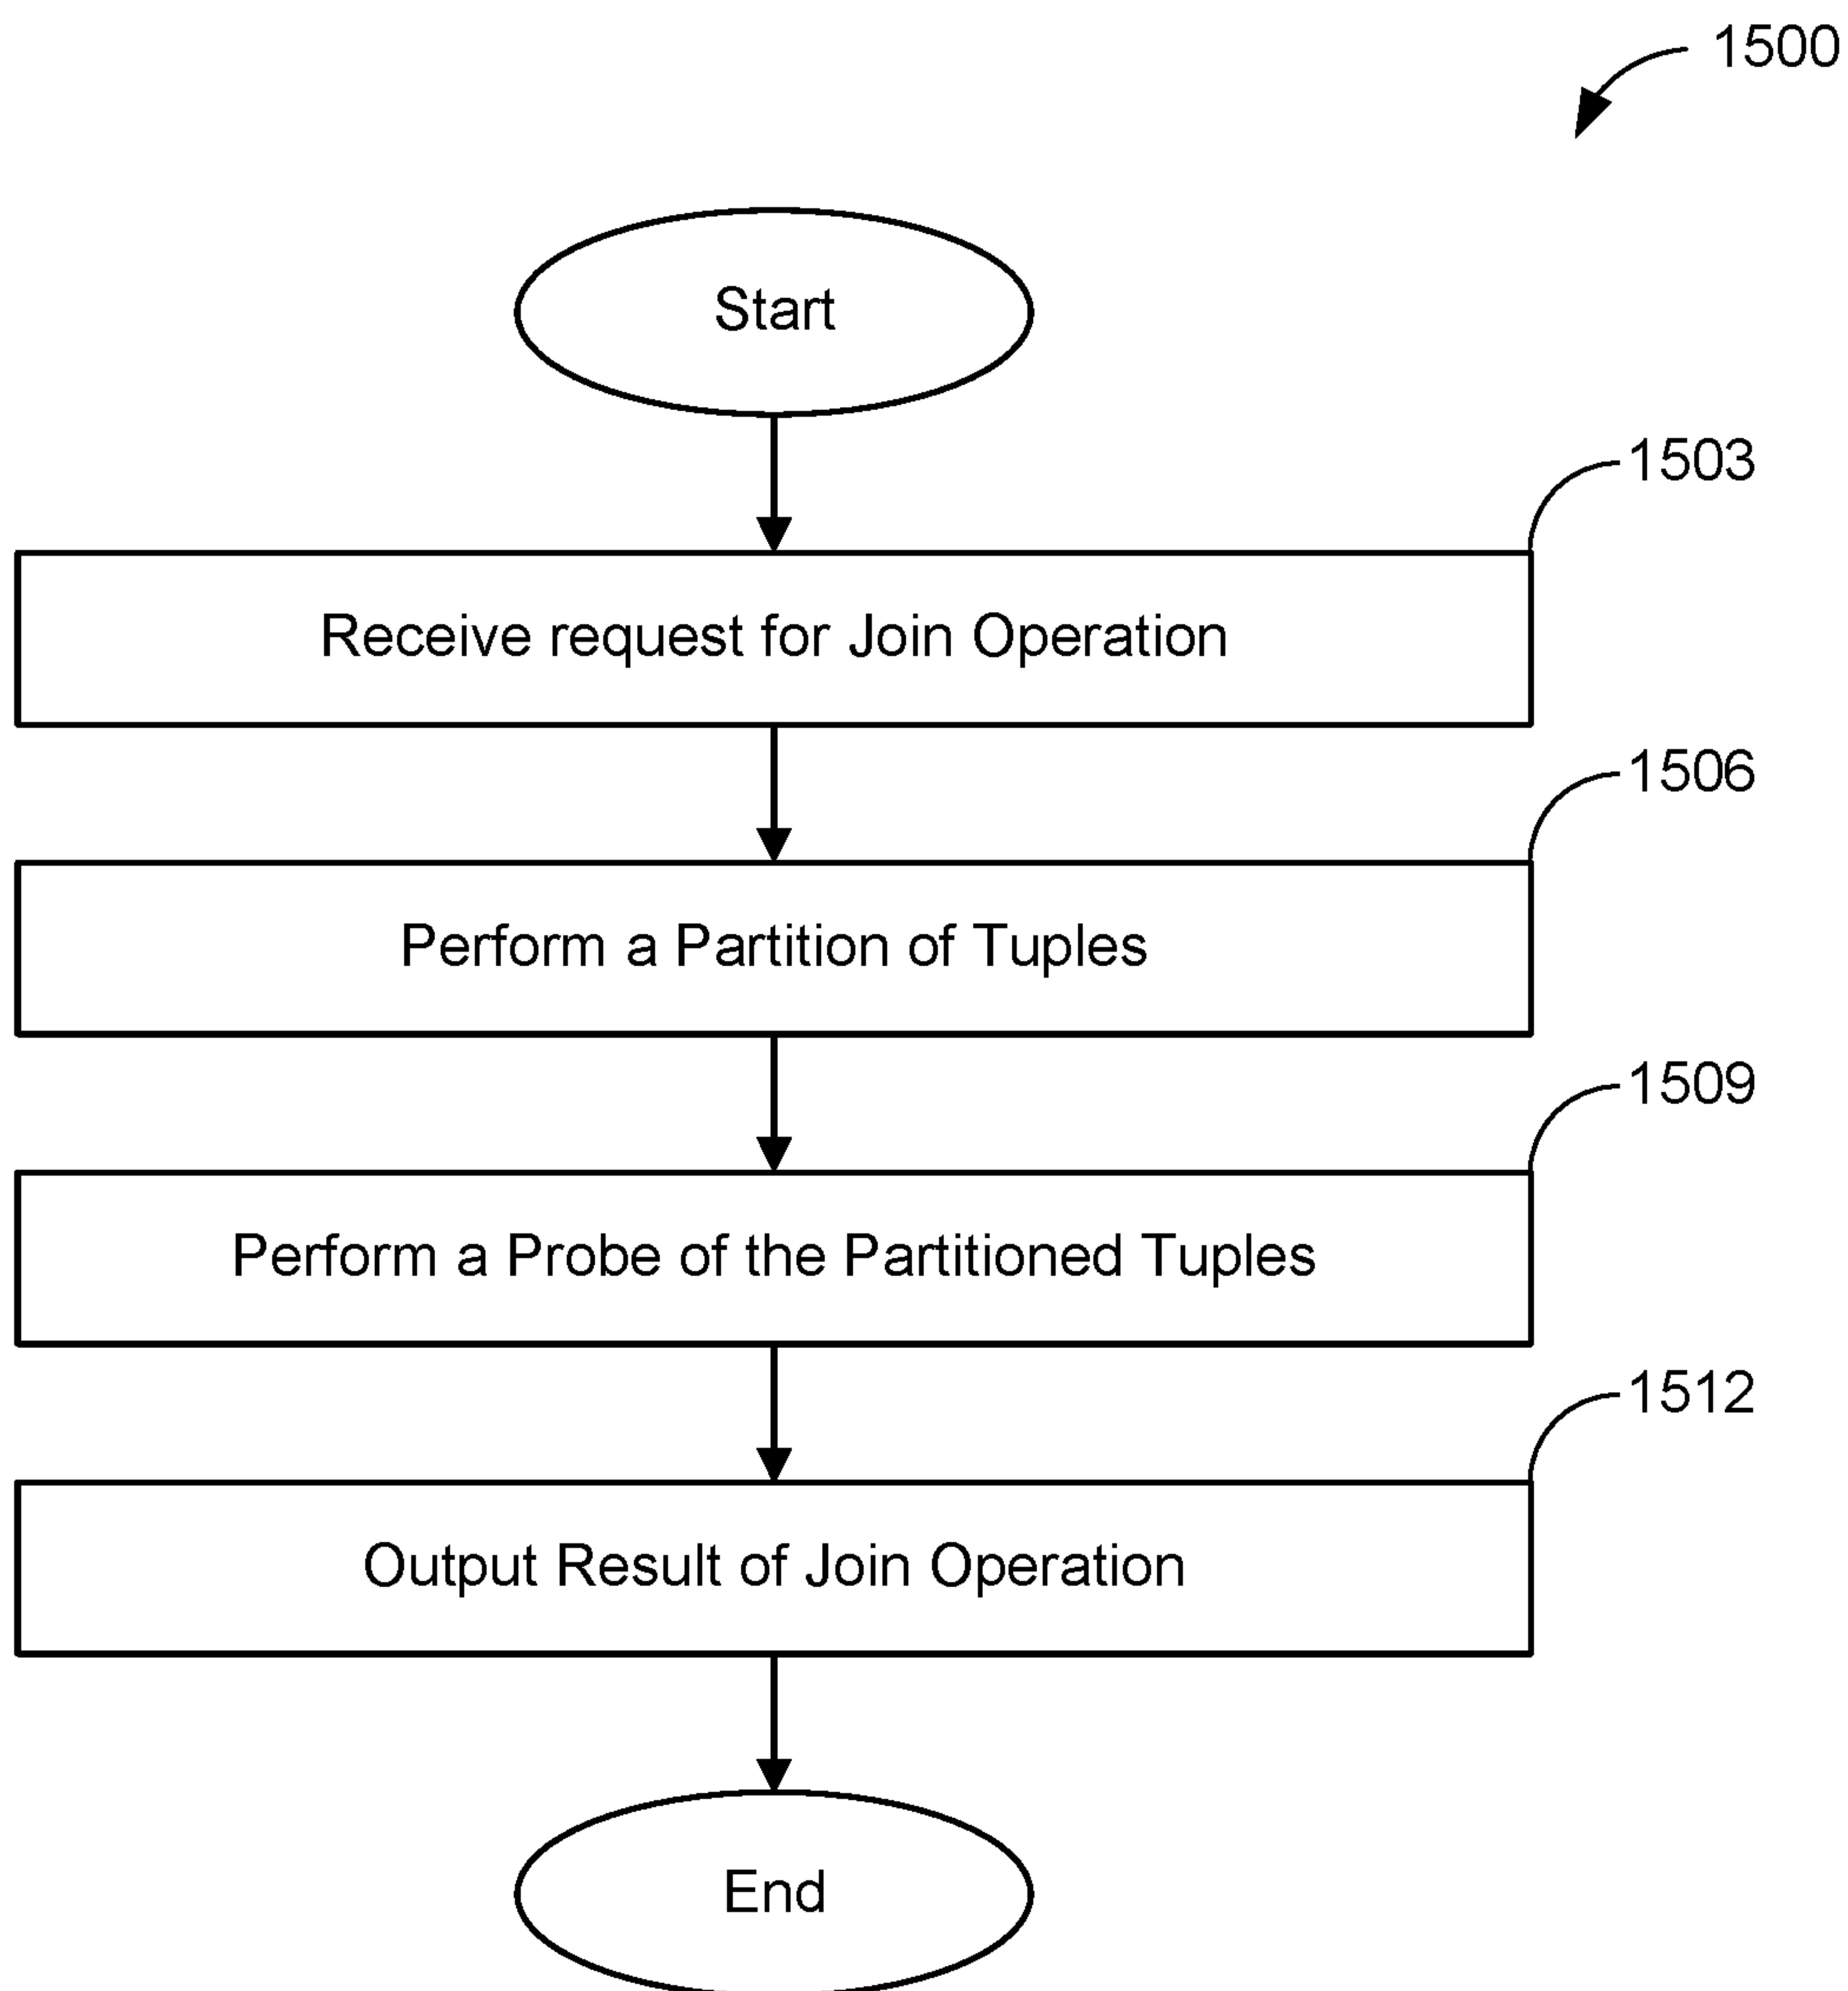 1500
Start
1503
Receive request for Join Operation
1506
Perform a Partition of Tuples
1509
Perform a Probe of the Partitioned Tuples
1512
Output Result of Join Operation
End